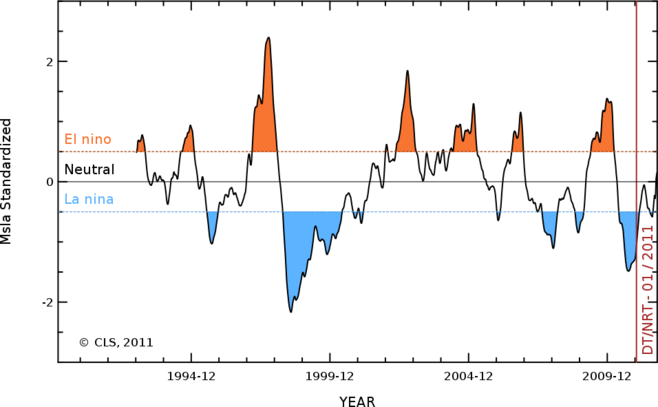 Msla Standardized
2
El nino
Neutral
0
La nina
-2
© CLS, 2011
DT/NRT - 01 / 2011
1994-12
1999-12
2004-12
2009-12
YEAR